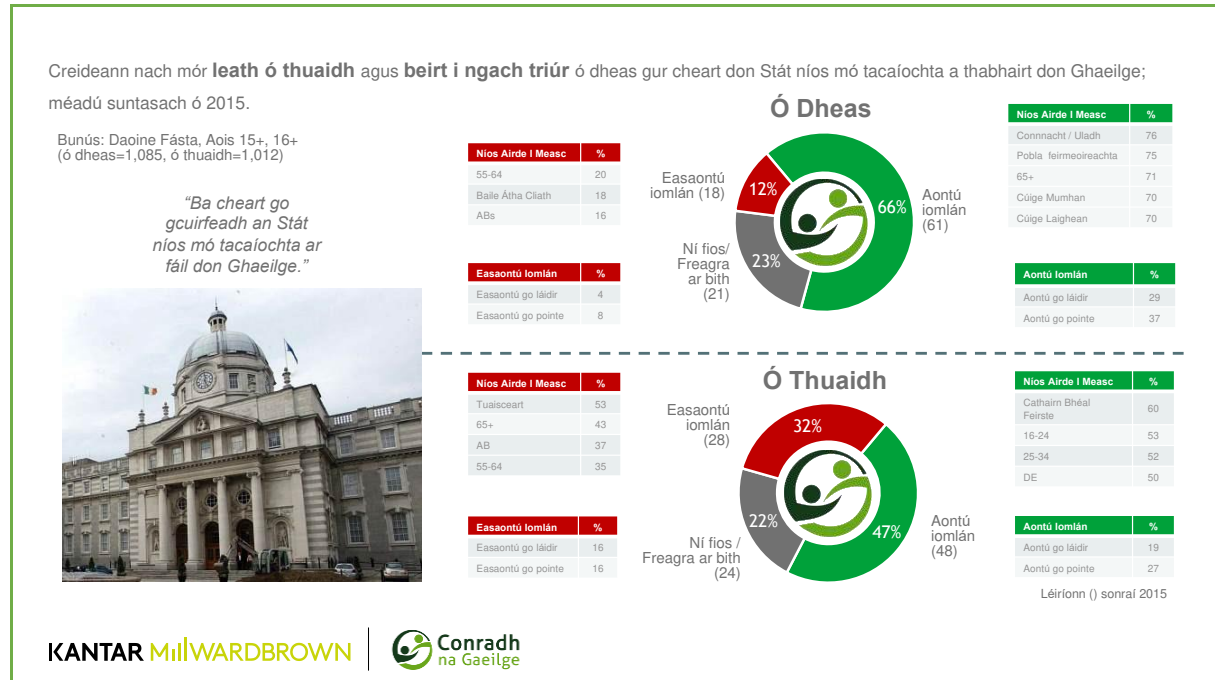 Creideann nach mór leath ó thuaidh agus beirt i ngach triúr ó dheas gur cheart don Stát níos mó tacaíochta a thabhairt don Ghaeilge;
méadú suntasach ó 2015.
Bunús: Daoine Fásta, Aois 15+, 16+
(ó dheas=1,085, ó thuaidh=1,012)
“Ba cheart go
gcuirfeadh an Stát
níos mó tacaíochta ar
fáil don Ghaeilge.”
Ó Dheas
Níos Airde I Measc %
55-64 20
Baile Átha Cliath 18
ABs 16
Easaontú Iomlán %
Easaontú go láidir 4
Easaontú go pointe 8
Easaontú
iomlán (18)
12%
66%
Aontú
iomlán
(61)
Ní fios/
Freagra
ar bith
(21)
23%
Níos Airde I Measc %
Connnacht / Uladh 76
Pobla feirmeoireachta 75
65+ 71
Cúige Mumhan 70
Cúige Laighean 70
Aontú Iomlán %
Aontú go láidir 29
Aontú go pointe 37
Ó Thuaidh
Níos Airde I Measc %
Tuaisceart 53
65+ 43
AB 37
55-64 35
Easaontú Iomlán %
Easaontú go láidir 16
Easaontú go pointe 16
Easaontú
iomlán
(28)
32%
47%
Aontú
iomlán
(48)
Ní fios /
Freagra ar bith
(24)
22%
Níos Airde I Measc %
Cathairn Bhéal
Feirste 60
16-24 53
25-34 52
DE 50
Aontú Iomlán %
Aontú go láidir 19
Aontú go pointe 27
Léiríonn () sonraí 2015
KANTAR MillWARDBROWN
Conradh
na Gaeilge